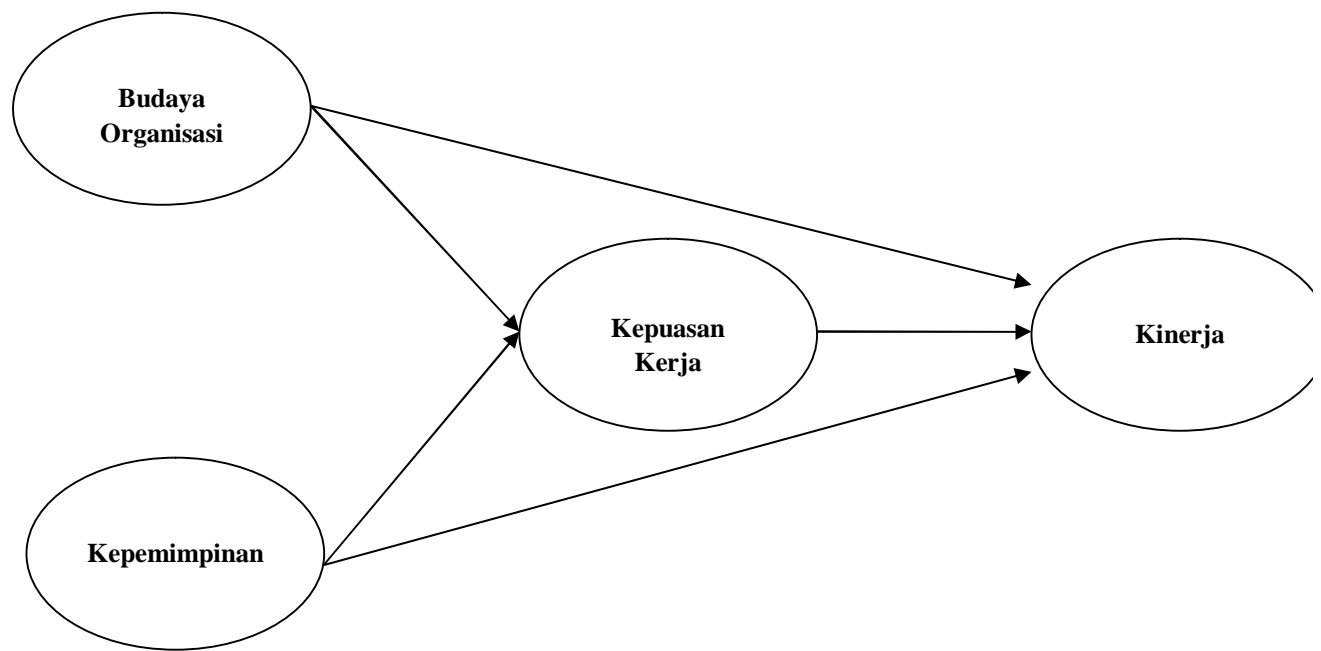 Budaya
Organisasi
Kepuasan
Kerja
Kinerja
Kepemimpinan